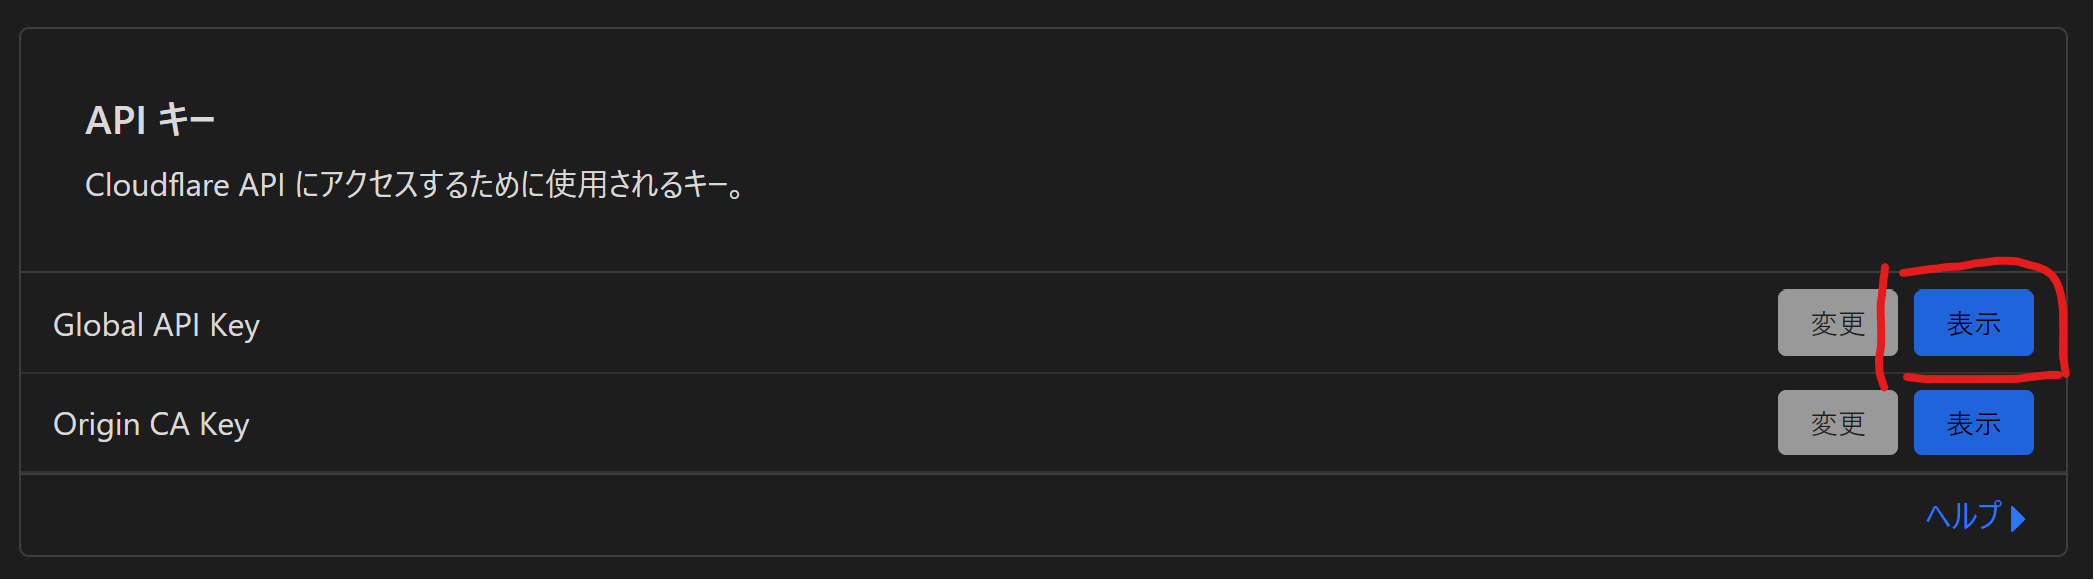 API キー
Cloudflare API にアクセスするために使用されるキー。
Global API Key 変更 表示
Origin CA Key 変更 表示
ヘルプ